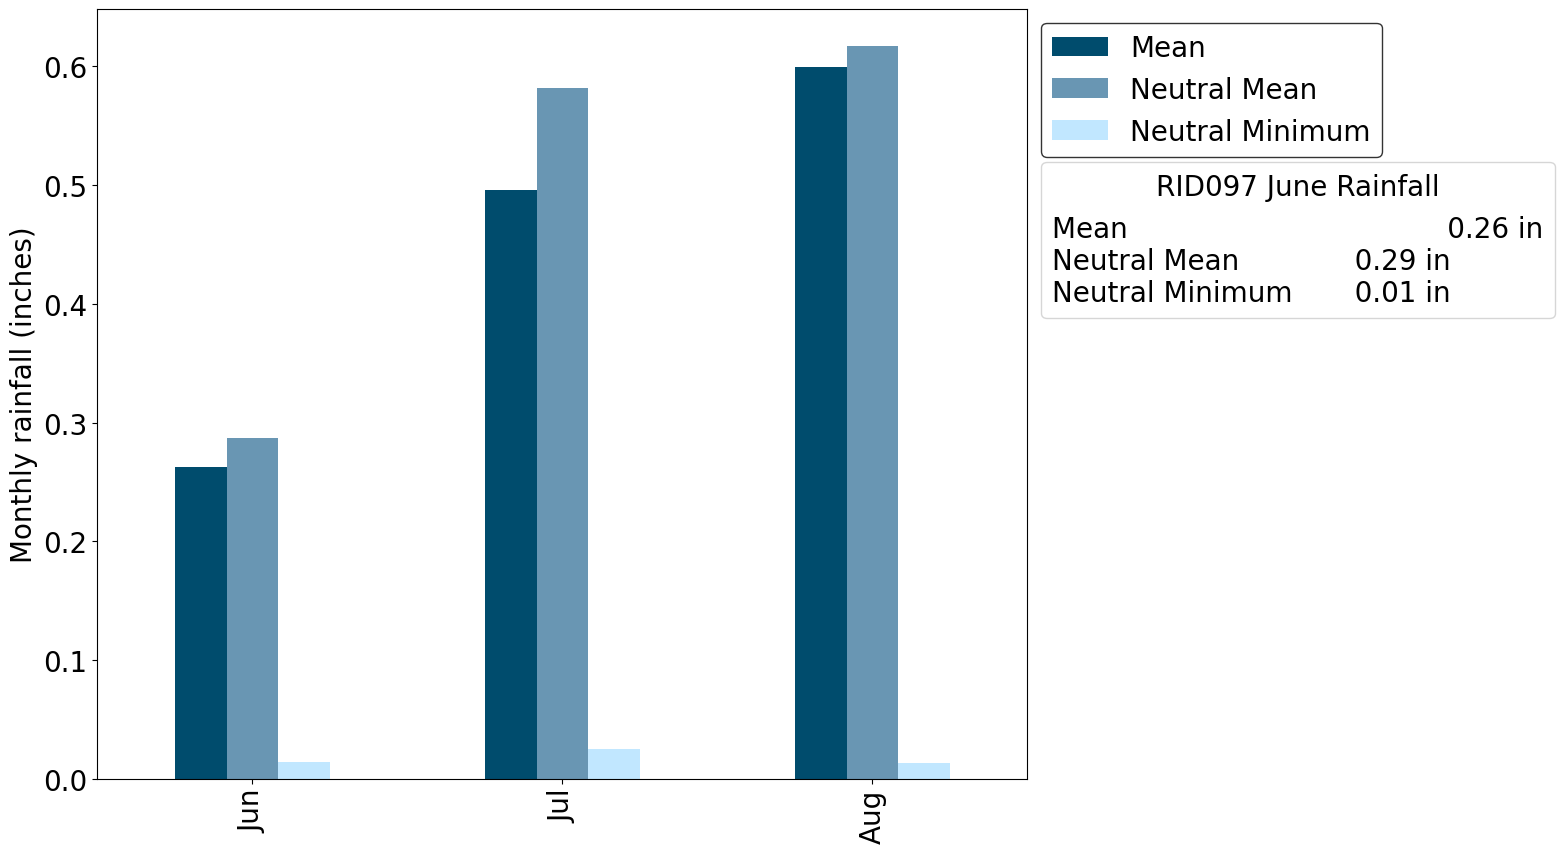 Monthly rainfall (inches)
0.6
0.5
0.4
0.3
0.2
0.1
0.0
Jun
Jul
Aug
Mean
Neutral Mean
Neutral Minimum
RID097 June Rainfall
Mean 0.26 in
Neutral Mean 0.29 in
Neutral Minimum 0.01 in